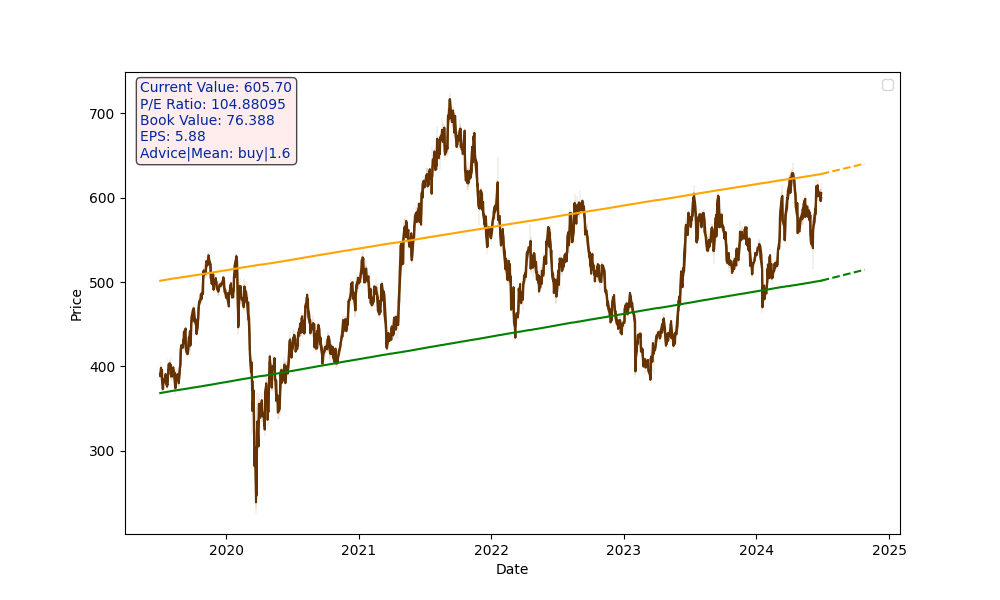 Current Value: 605.70
P/E Ratio: 104.88095
Book Value: 76.388
EPS: 5.88
Advice|Mean: buy|1.6
700
600
500
400
300
Price
2020
2021
2022
2023
2024
2025
Date